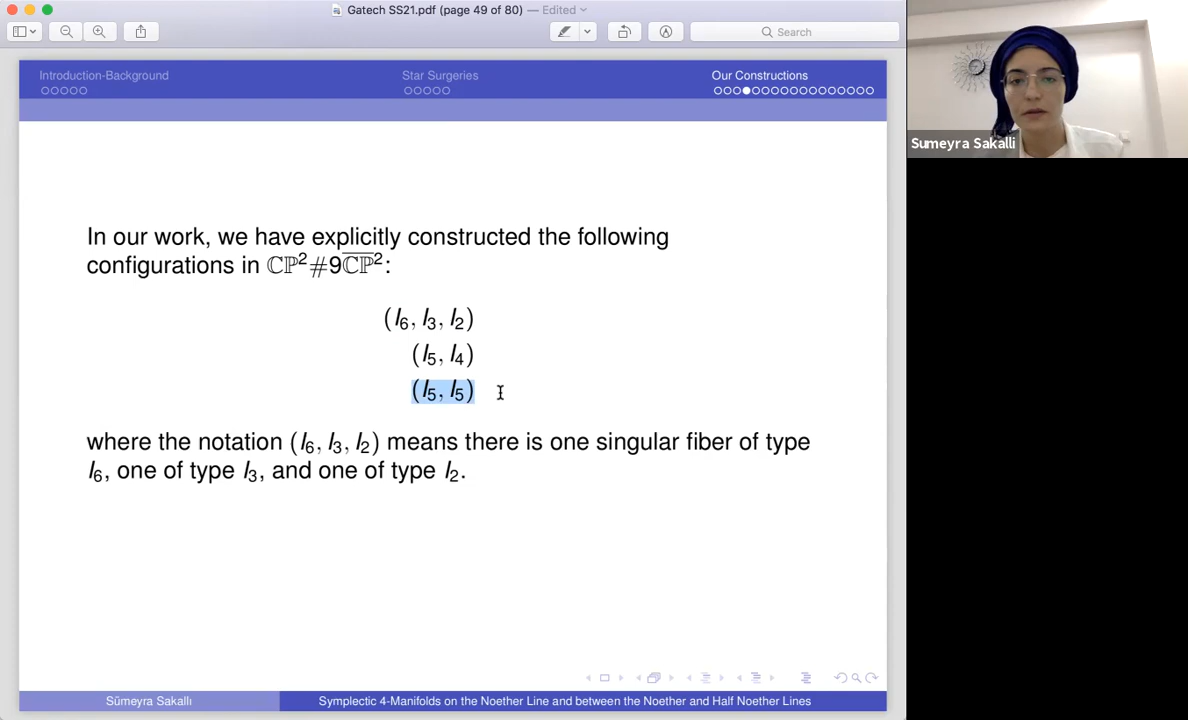 Gatech SS21.pdf (page 49 of 80) — Edited
Search
Introduction-Background
Star Surgeries
Our Constructions
Sumeyra Sakalli
In our work, we have explicitly constructed the following
configurations in ℂℙ²#9\overline{ℂℙ}²:
(I₆, I₃, I₂)
(I₅, I₄)
(I₅, I₅)
where the notation (I₆, I₃, I₂) means there is one singular fiber of type
I₆, one of type I₃, and one of type I₂.
Sümeyra Sakallı
Symplectic 4-Manifolds on the Noether Line and between the Noether and Half Noether Lines